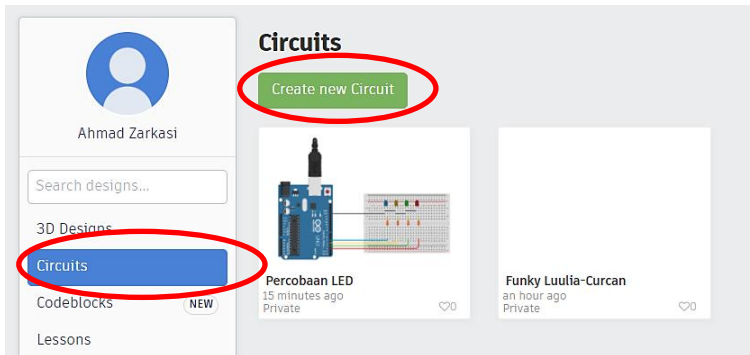 Ahmad Zarkasi
Search designs...
3D Designs
Circuits
Codeblocks NEW
Lessons
Circuits
Create new Circuit
Percobaan LED
15 minutes ago
Private
0
Funky Luulia-Curcan
an hour ago
Private
0